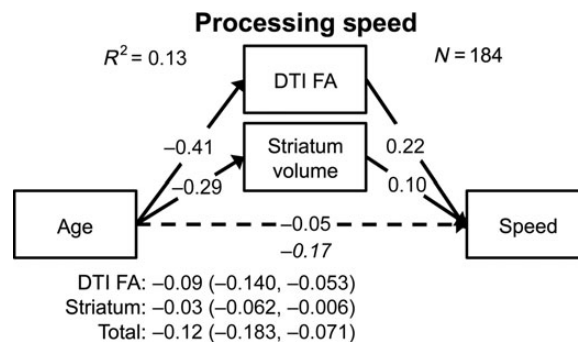 Processing speed
R² = 0.13
N = 184
DTI FA
–0.41
0.22
Striatum
volume
–0.29
0.10
Age
–0.05
Speed
–0.17
DTI FA: –0.09 (–0.140, –0.053)
Striatum: –0.03 (–0.062, –0.006)
Total: –0.12 (–0.183, –0.071)